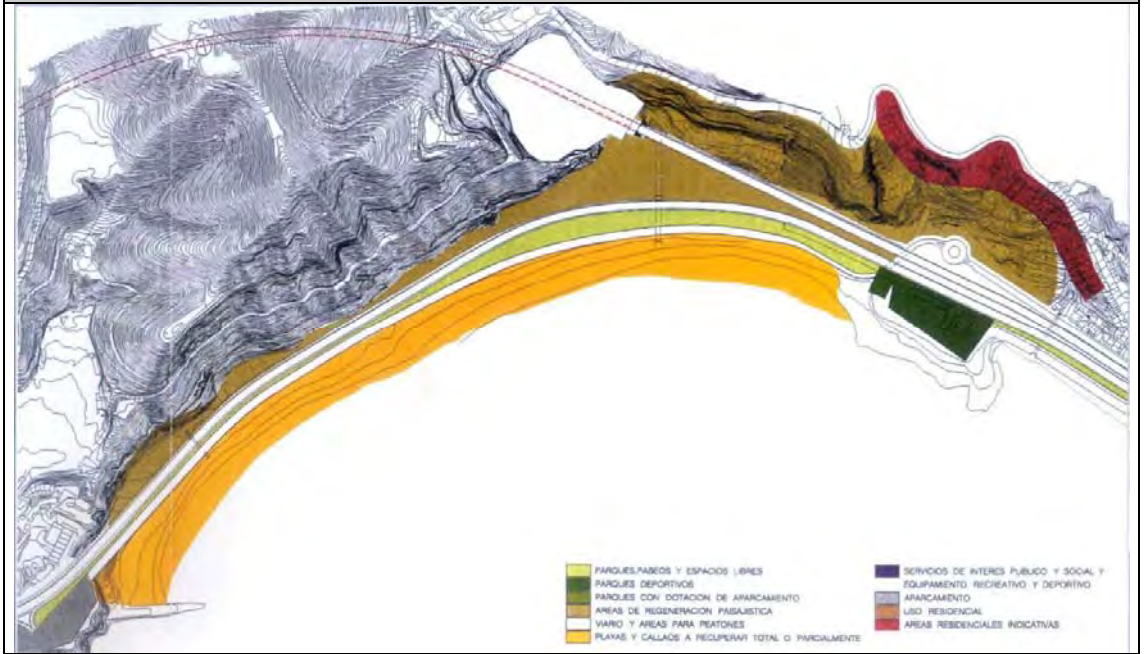 PARQUES, PASEOS Y ESPACIOS LIBRES
PARQUES DEPORTIVOS
PARQUES CON DOTACION DE APARCAMIENTO
AREAS DE REGENERACION PAISAJISTICA
VIARIO Y AREAS PARA PEATONES
PLAYAS Y CALLAOS A RECUPERAR TOTAL O PARCIALMENTE
SERVICIOS DE INTERES PUBLICO Y SOCIAL Y
EQUIPAMIENTO RECREATIVO Y DEPORTIVO
APARCAMIENTO
USO RESIDENCIAL
AREAS RESIDENCIALES INDICATIVAS